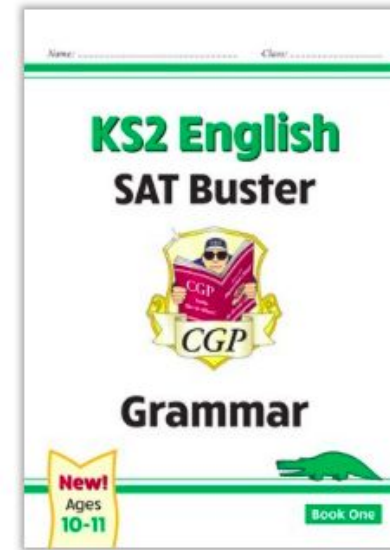 Name: Class:
KS2 English
SAT Buster
CGP
CGP
Grammar
New!
Ages
10-11
Book One